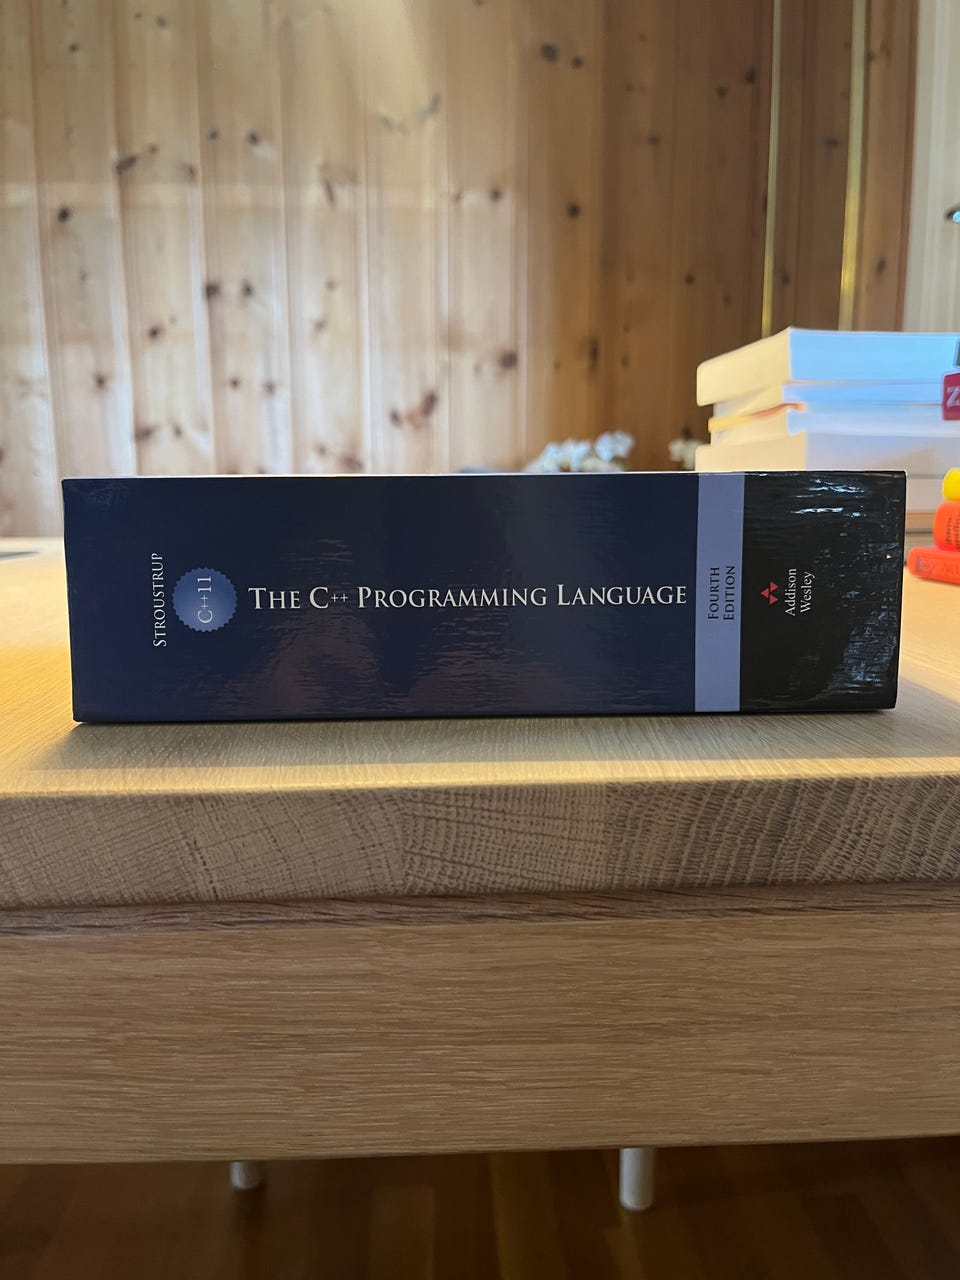 STROUSTRUP
C++11
THE C++ PROGRAMMING LANGUAGE
FOURTH
EDITION
Addison
Wesley
Z